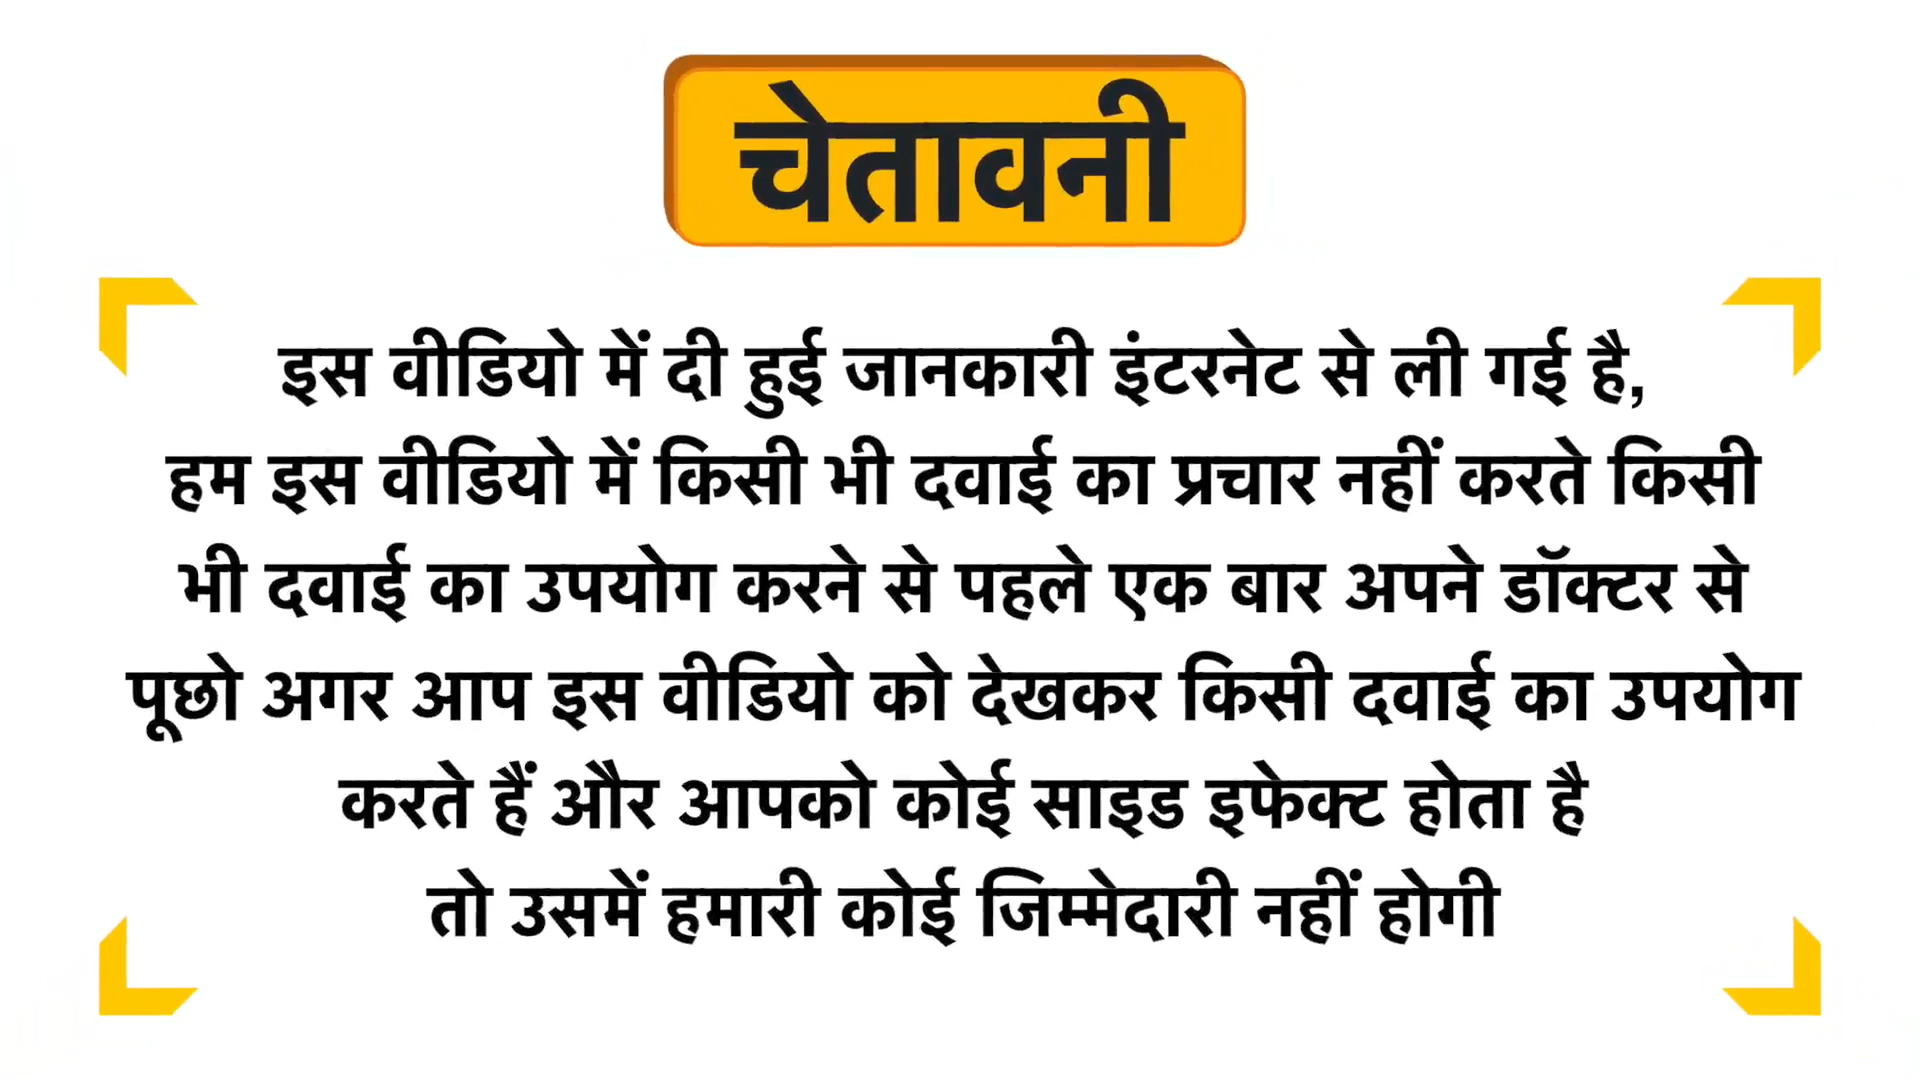 चेतावनी
इस वीडियो में दी हुई जानकारी इंटरनेट से ली गई है,
हम इस वीडियो में किसी भी दवाई का प्रचार नहीं करते किसी
भी दवाई का उपयोग करने से पहले एक बार अपने डॉक्टर से
पूछो अगर आप इस वीडियो को देखकर किसी दवाई का उपयोग
करते हैं और आपको कोई साइड इफेक्ट होता है
तो उसमें हमारी कोई जिम्मेदारी नहीं होगी